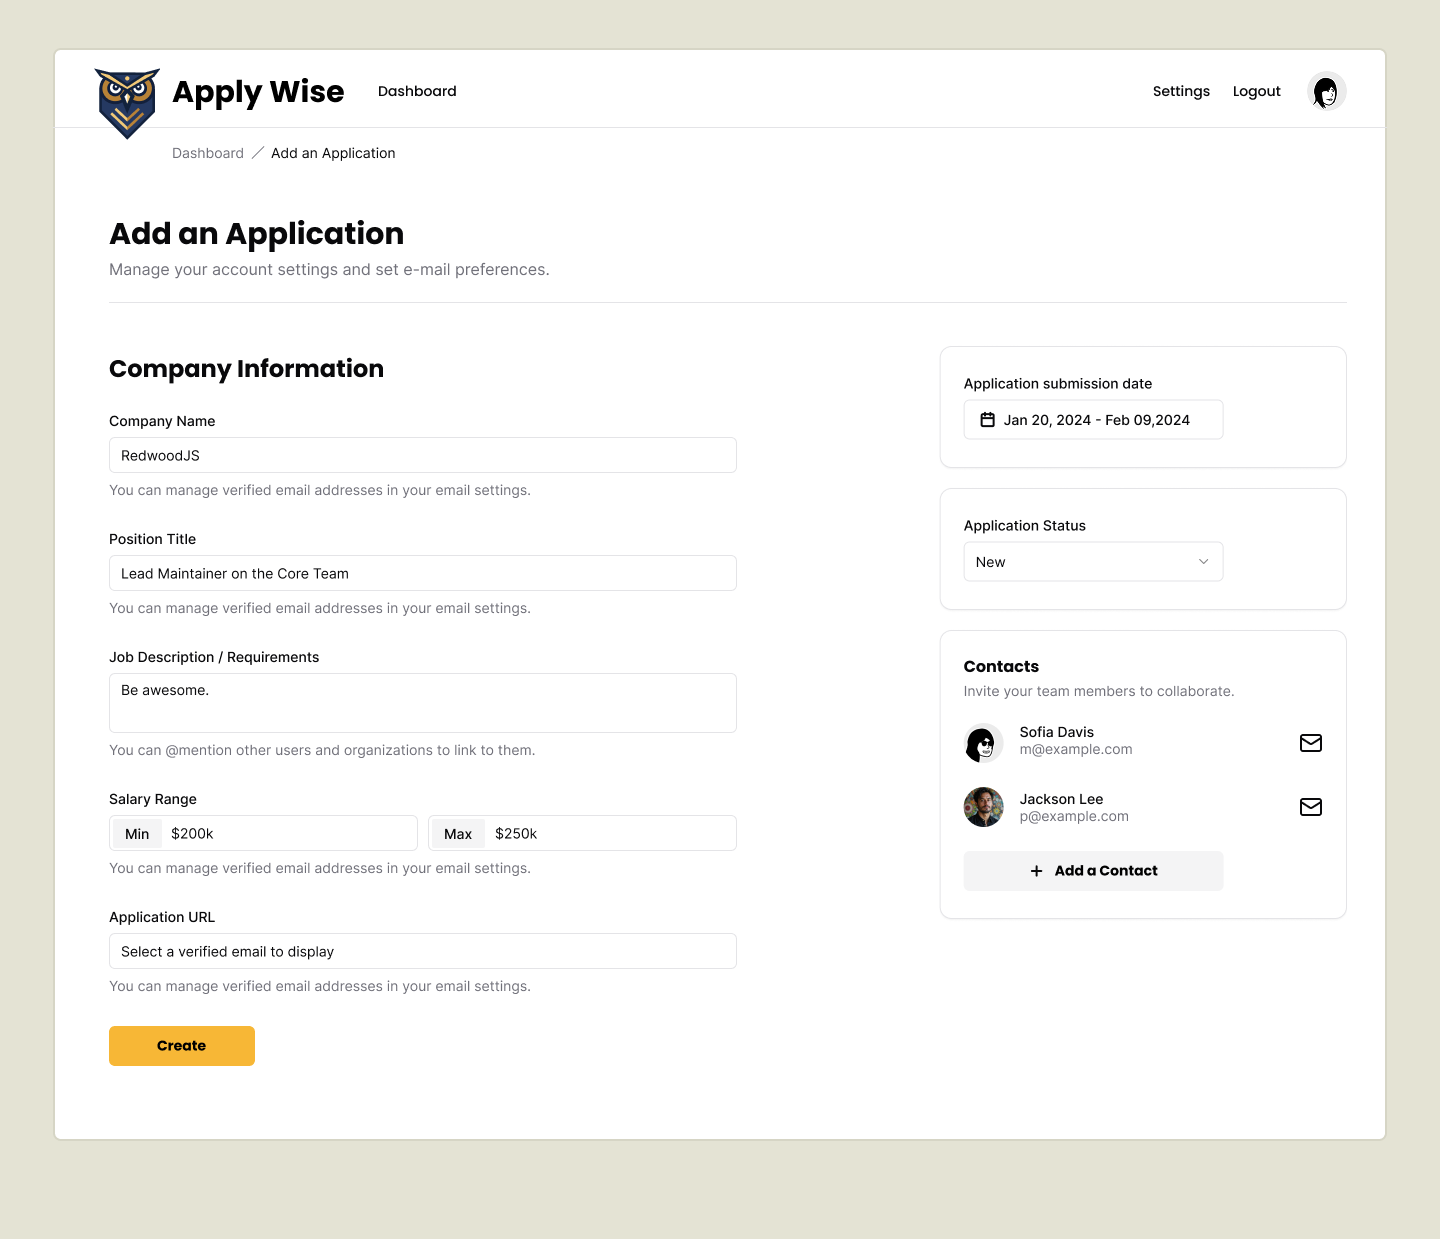 Apply Wise
Dashboard
Settings
Logout
Dashboard / Add an Application
Add an Application
Manage your account settings and set e-mail preferences.
Company Information
Company Name
RedwoodJS
You can manage verified email addresses in your email settings.
Position Title
Lead Maintainer on the Core Team
You can manage verified email addresses in your email settings.
Job Description / Requirements
Be awesome.
You can @mention other users and organizations to link to them.
Salary Range
Min $200k
Max $250k
You can manage verified email addresses in your email settings.
Application URL
Select a verified email to display
You can manage verified email addresses in your email settings.
Create
Application submission date
Jan 20, 2024 - Feb 09,2024
Application Status
New
Contacts
Invite your team members to collaborate.
Sofia Davis
m@example.com
Jackson Lee
p@example.com
+ Add a Contact